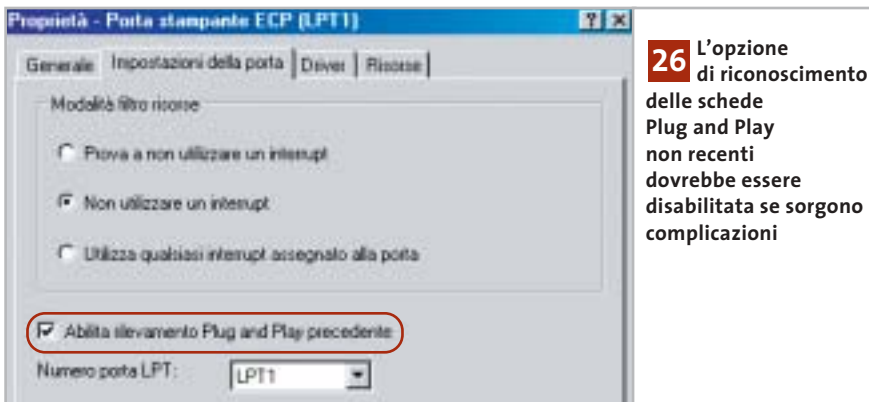 Proprietà - Porta stampante ECP (LPT1)
Generale
Impostazioni della porta
Driver
Risorse
Modalità filtro risorse
Prova a non utilizzare un interrupt
Non utilizzare un interrupt
Utilizza qualsiasi interrupt assegnato alla porta
Abilita rilevamento Plug and Play precedente
Numero porta LPT:
LPT1
26 L'opzione
di riconoscimento
delle schede
Plug and Play
non recenti
dovrebbe essere
disabilitata se sorgono
complicazioni